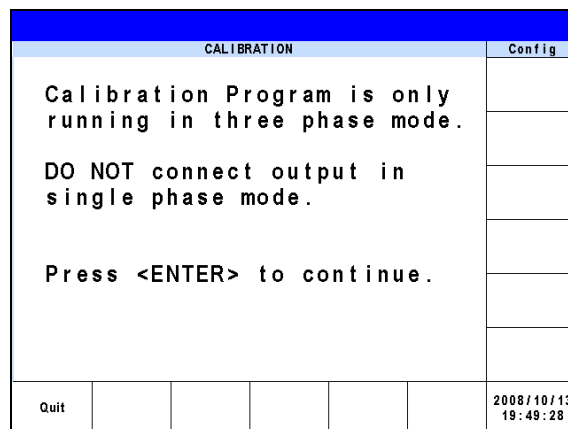 CALIBRATION
Config
Calibration Program is only
running in three phase mode.
DO NOT connect output in
single phase mode.
Press <ENTER> to continue.
Quit
2008/10/13
19:49:28